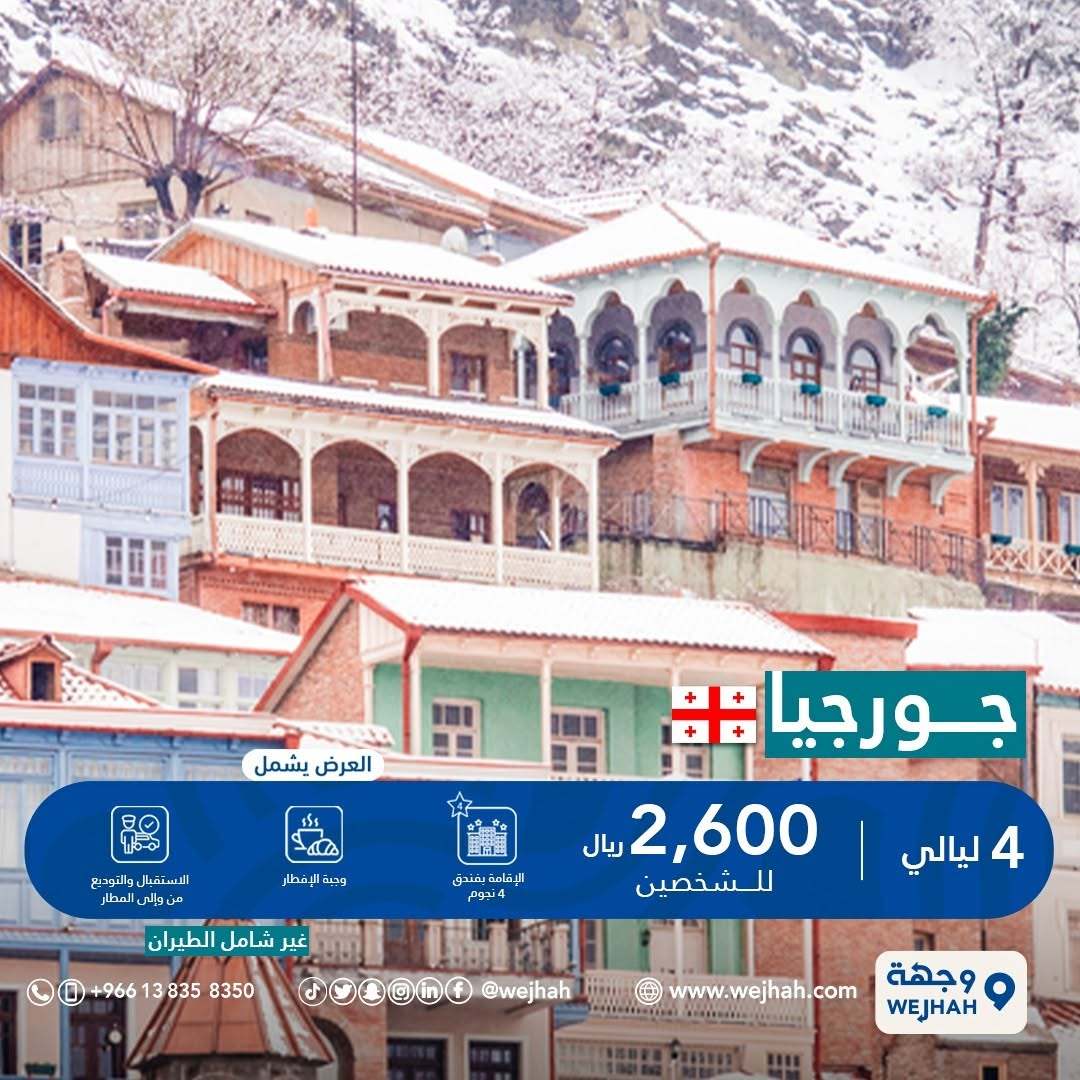 جـورجيا
العرض يشمل
4 ليالي
2,600 ريال
للـشخصين
4
الإقامة بفندق
4 نجوم
وجبة الإفطار
الاستقبال والتوديع
من وإلى المطار
غير شامل الطيران
+966 13 835 8350
@wejhah
www.wejhah.com
وجهة
WEJHAH